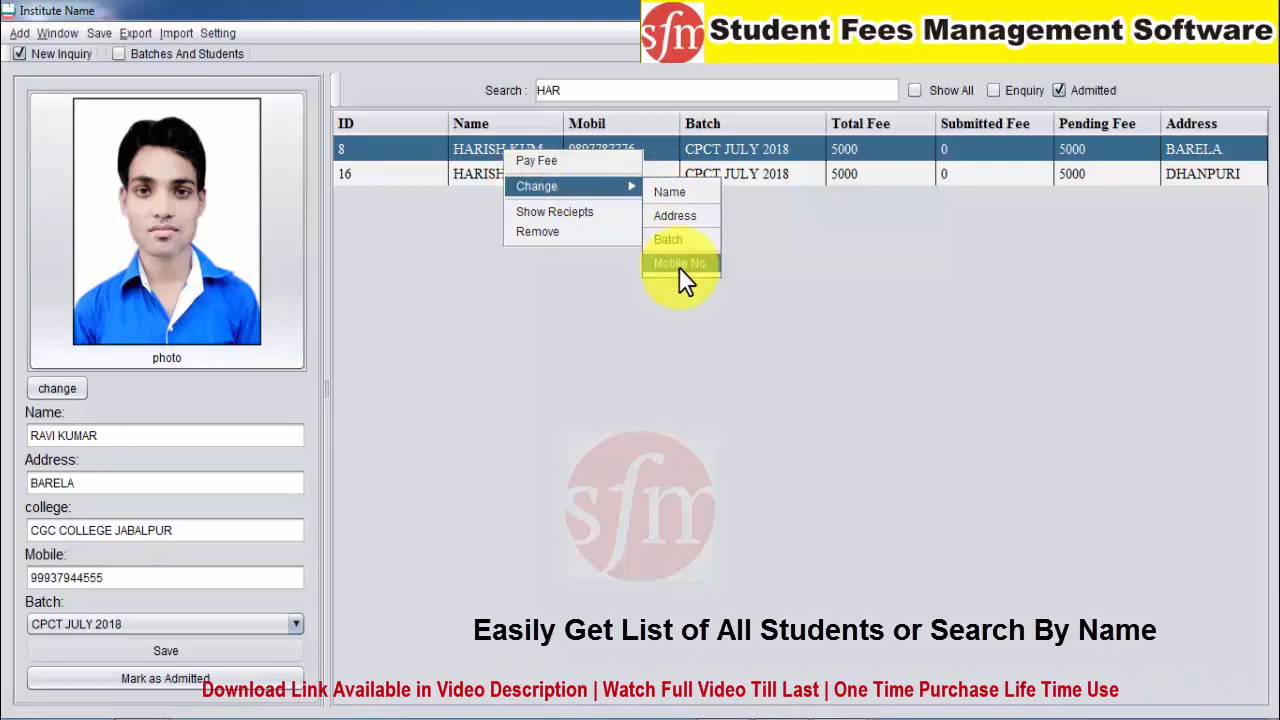 Institute Name
sfm Student Fees Management Software
Add Window Save Export Import Setting
New Inquiry Batches And Students
Search : HAR Show All Enquiry Admitted
ID Name Mobil Batch Total Fee Submitted Fee Pending Fee Address
8 HARISH KUM... 9897787776 CPCT JULY 2018 5000 0 5000 BARELA
16 HARISH CPCT JULY 2018 5000 0 5000 DHANPURI
Pay Fee
Change
Show Reciepts
Remove
Name
Address
Batch
Mobile No
photo
change
Name:
RAVI KUMAR
Address:
BARELA
college:
CGC COLLEGE JABALPUR
Mobile:
99937944555
Batch:
CPCT JULY 2018
Save
Mark as Admitted
sfm
Easily Get List of All Students or Search By Name
Download Link Available in Video Description | Watch Full Video Till Last | One Time Purchase Life Time Use